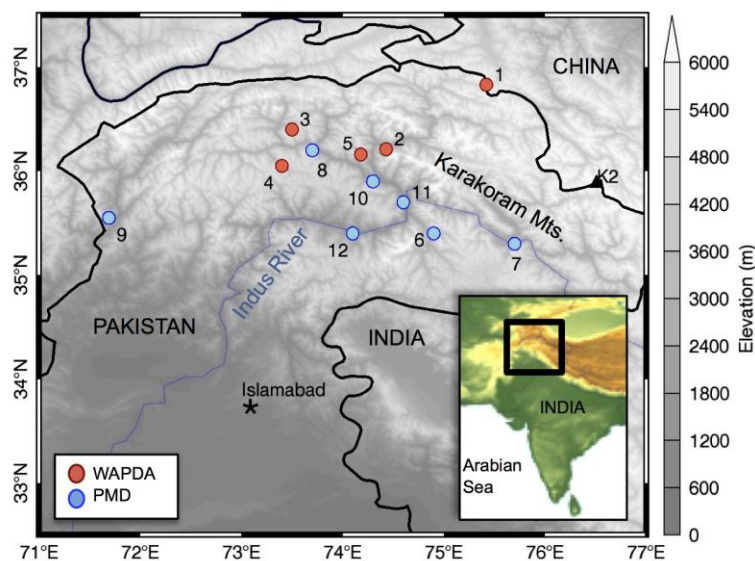 37°N
36°N
35°N
34°N
33°N
CHINA
1
3
5
2
4
8
K2
10
11
Karakoram Mts.
9
12
6
7
Indus River
PAKISTAN
INDIA
Islamabad
INDIA
Arabian
Sea
WAPDA
PMD
71°E
72°E
73°E
74°E
75°E
76°E
77°E
6000
5400
4800
4200
3600
3000
2400
1800
1200
600
0
Elevation (m)